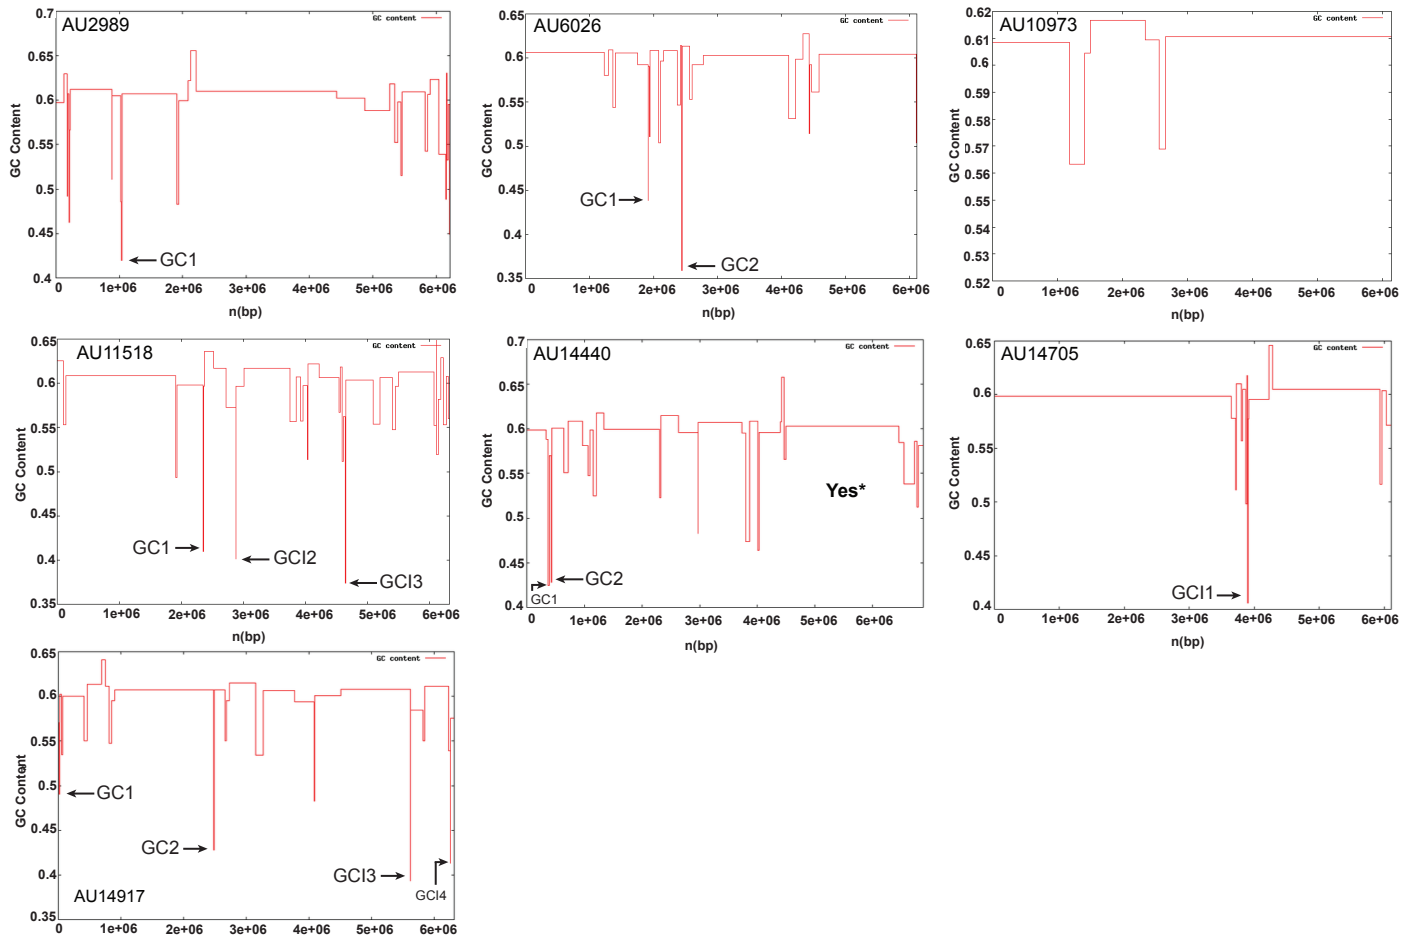 AU2989
GC content
GC Content
0.7
0.65
0.6
0.55
0.5
0.45
0.4
GC1
0
1e+06
2e+06
3e+06
4e+06
5e+06
6e+06
n(bp)
AU6026
GC content
GC Content
0.65
0.6
0.55
0.5
0.45
0.4
0.35
GC1
GC2
0
1e+06
2e+06
3e+06
4e+06
5e+06
6e+06
n(bp)
AU10973
GC content
GC Content
0.62
0.61
0.6
0.59
0.58
0.57
0.56
0.55
0.54
0.53
0.52
0
1e+06
2e+06
3e+06
4e+06
5e+06
6e+06
n(bp)
AU11518
GC content
GC Content
0.65
0.6
0.55
0.5
0.45
0.4
0.35
GC1
GCI2
GCI3
0
1e+06
2e+06
3e+06
4e+06
5e+06
6e+06
n(bp)
AU14440
GC content
GC Content
0.7
0.65
0.6
0.55
0.5
0.45
0.4
Yes*
GC1
GC2
0
1e+06
2e+06
3e+06
4e+06
5e+06
6e+06
n(bp)
AU14705
GC content
GC Content
0.65
0.6
0.55
0.5
0.45
0.4
GCI1
0
1e+06
2e+06
3e+06
4e+06
5e+06
6e+06
n(bp)
GC content
GC Content
0.65
0.6
0.55
0.5
0.45
0.4
0.35
GC1
GC2
GCI3
GCI4
AU14917
0
1e+06
2e+06
3e+06
4e+06
5e+06
6e+06
n(bp)